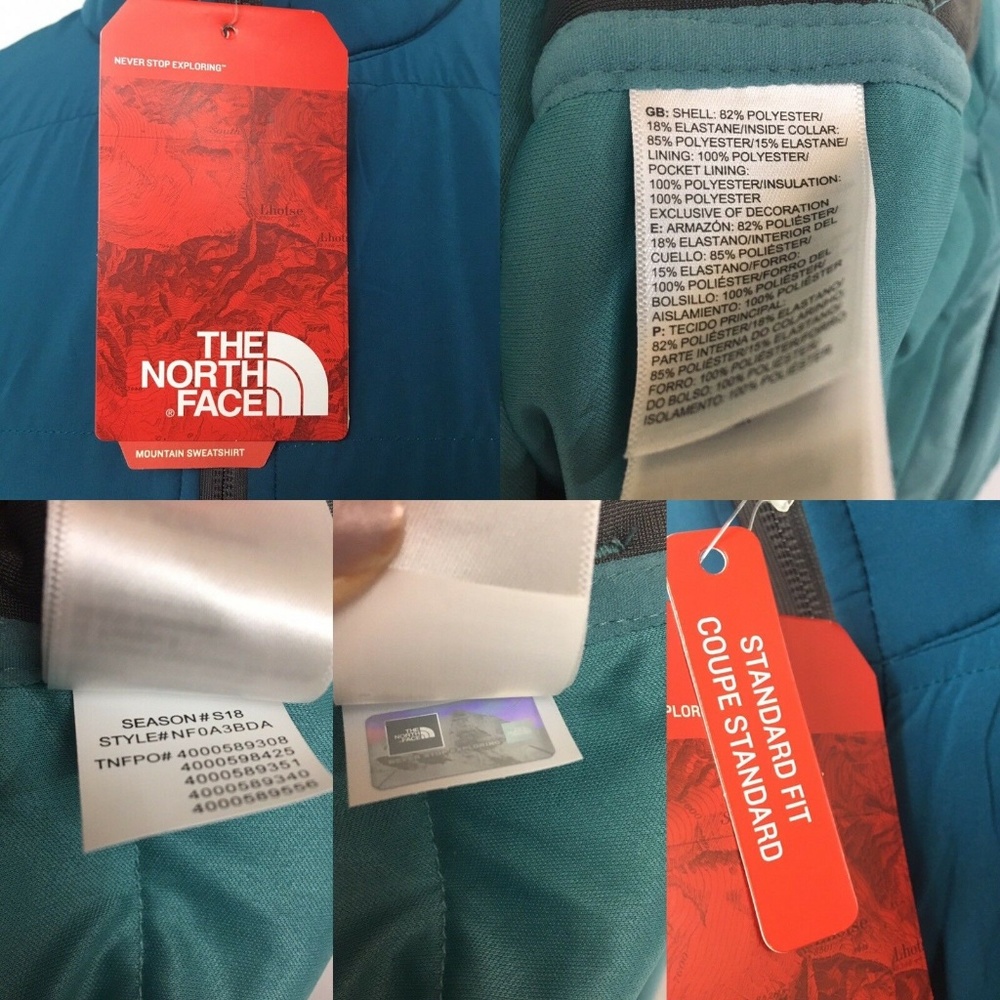 NEVER STOP EXPLORING™
Lhotse
THE
NORTH
FACE
®
MOUNTAIN SWEATSHIRT
GB: SHELL: 82% POLYESTER/
18% ELASTANE/INSIDE COLLAR:
85% POLYESTER/15% ELASTANE/
LINING: 100% POLYESTER/
POCKET LINING:
100% POLYESTER/INSULATION:
100% POLYESTER
EXCLUSIVE OF DECORATION
E: ARMAZÓN: 82% POLIÉSTER/
18% ELASTANO/INTERIOR DEL
CUELLO: 85% POLIÉSTER/
15% ELASTANO/FORRO:
100% POLIÉSTER/FORRO DEL
BOLSILLO: 100% POLIÉSTER/
AISLAMIENTO: 100% POLIÉSTER
P: TECIDO PRINCIPAL:
82% POLIÉSTER/18% ELASTANO/
PARTE INTERNA DO COLARINHO:
85% POLIÉSTER/15% ELASTANO/
FORRO: 100% POLIÉSTER/FORRO
DO BOLSO: 100% POLIÉSTER/
ISOLAMENTO: 100% POLIÉSTER
SEASON#S18
STYLE#NF0A3BDA
TNFPO# 4000589308
4000598425
4000589351
4000589340
4000589556
THE
NORTH
FACE
STANDARD FIT
COUPE STANDARD
PLOR